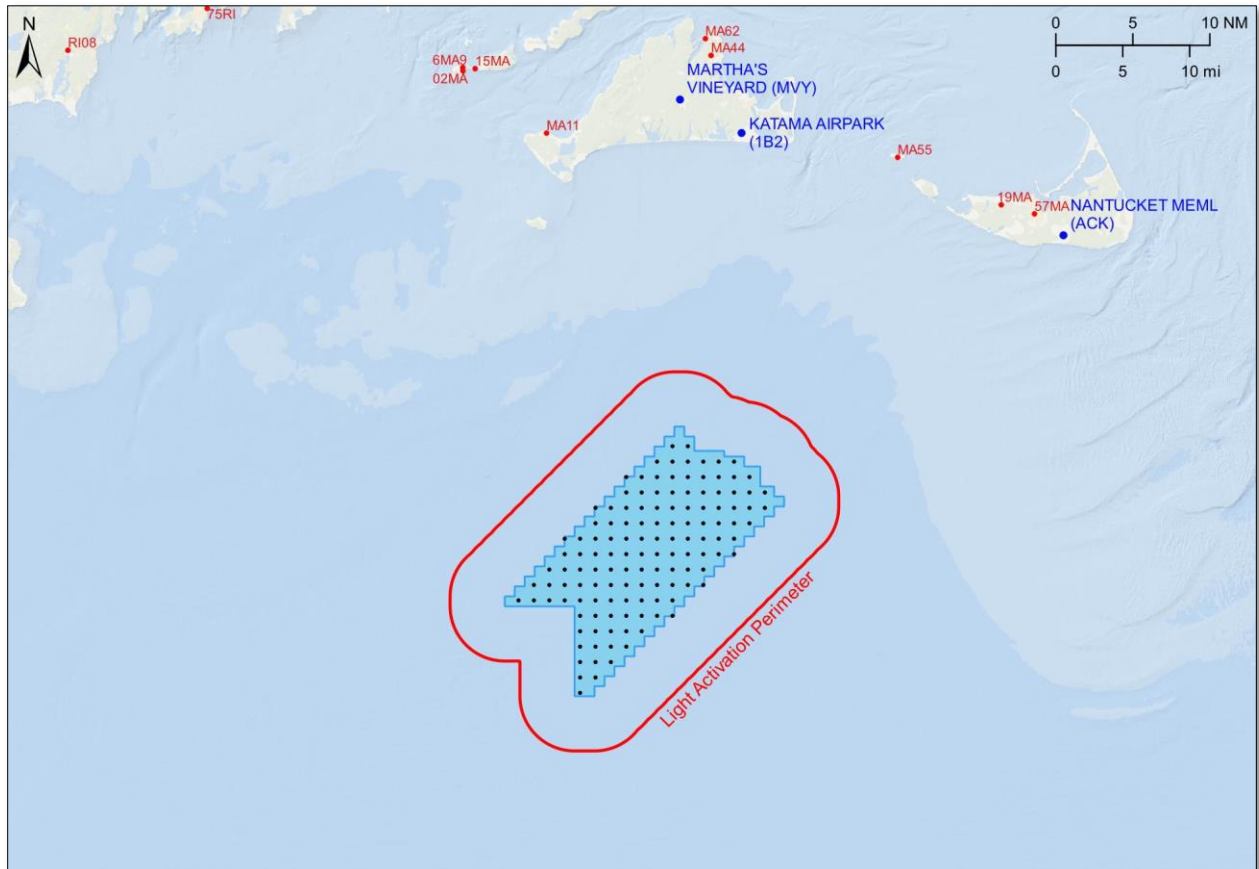 75RI
RI08
N
0 5 10 NM
0 5 10 mi
MA62
MA44
6MA9
15MA
02MA
MARTHA'S
VINEYARD (MVY)
MA11
KATAMA AIRPARK
(1B2)
MA55
19MA
57MA
NANTUCKET MEML
(ACK)
Light Activation Perimeter